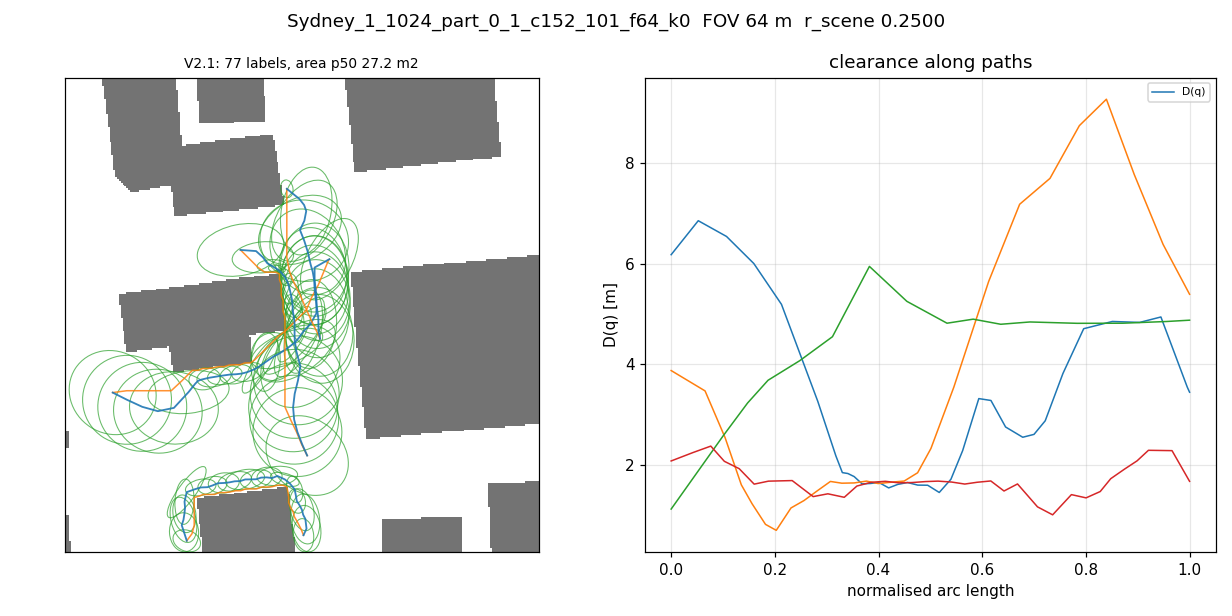 Sydney_1_1024_part_0_1_c152_101_f64_k0  FOV 64 m  r_scene 0.2500
V2.1: 77 labels, area p50 27.2 m2
clearance along paths
D(q)
8
6
4
2
D(q) [m]
0.0 0.2 0.4 0.6 0.8 1.0
normalised arc length